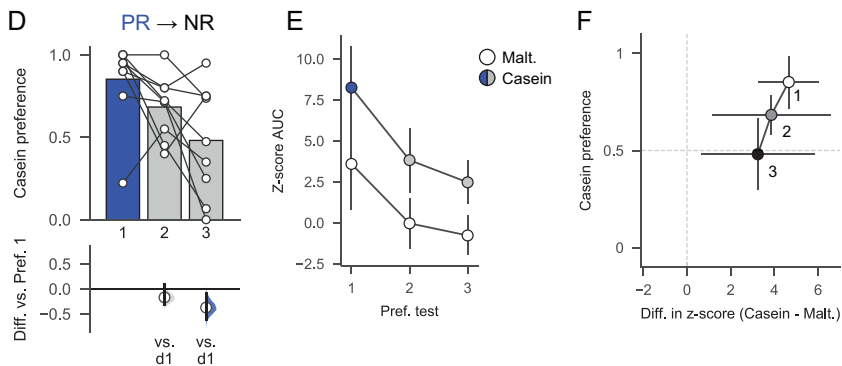 D
PR → NR
Casein preference
1.0
0.5
0.0
1 2 3
Diff. vs. Pref. 1
0.5
0.0
−0.5
vs. vs.
d1 d1
E
Malt.
Casein
Z-score AUC
10.0
7.5
5.0
2.5
0.0
−2.5
1 2 3
Pref. test
F
Casein preference
1
0.5
0
1
2
3
−2 0 2 4 6
Diff. in z-score (Casein - Malt.)